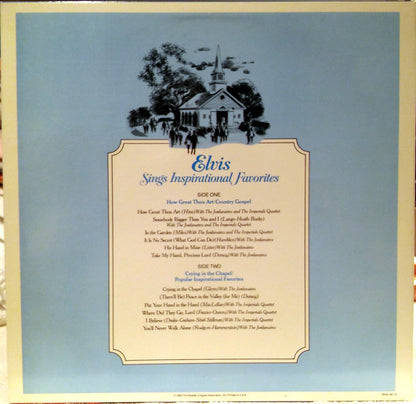 Elvis
Sings Inspirational Favorites
SIDE ONE
How Great Thou Art/Country Gospel
How Great Thou Art (Hine) With The Jordanaires and The Imperials Quartet
Somebody Bigger Than You and I (Lange-Heath-Burke)
With The Jordanaires and The Imperials Quartet
In the Garden (Miles) With The Jordanaires and The Imperials Quartet
It Is No Secret (What God Can Do) (Hamblen) With The Jordanaires
His Hand in Mine (Lister) With The Jordanaires
Take My Hand, Precious Lord (Dorsey) With The Jordanaires
SIDE TWO
Crying in the Chapel/
Popular Inspirational Favorites
Crying in the Chapel (Glenn) With The Jordanaires
(There'll Be) Peace in the Valley (for Me) (Dorsey)
Put Your Hand in the Hand (MacLellan) With The Imperials Quartet
Where Did They Go, Lord (Frazier-Owens) With The Imperials Quartet
I Believe (Drake-Graham-Shirl-Stillman) With The Jordanaires
You'll Never Walk Alone (Rodgers-Hammerstein) With The Jordanaires